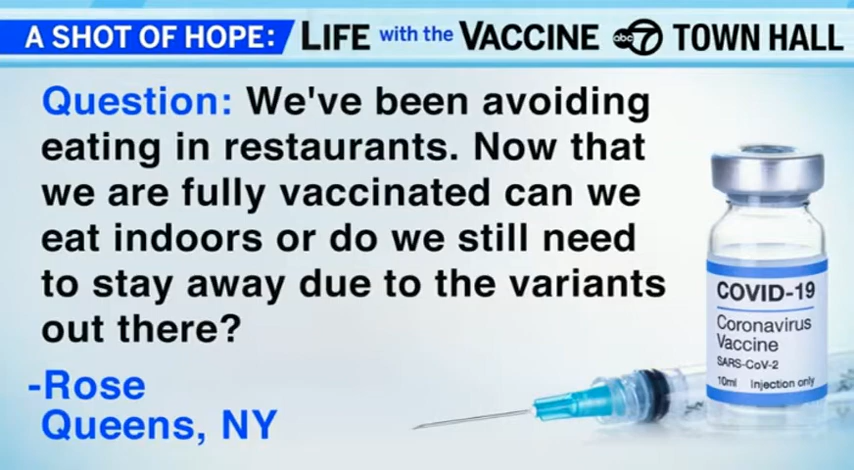 A SHOT OF HOPE: LIFE with the VACCINE abc 7 TOWN HALL
Question: We've been avoiding
eating in restaurants. Now that
we are fully vaccinated can we
eat indoors or do we still need
to stay away due to the variants
out there?
-Rose
Queens, NY
COVID-19
Coronavirus
Vaccine
SARS-CoV-2
10ml Injection only